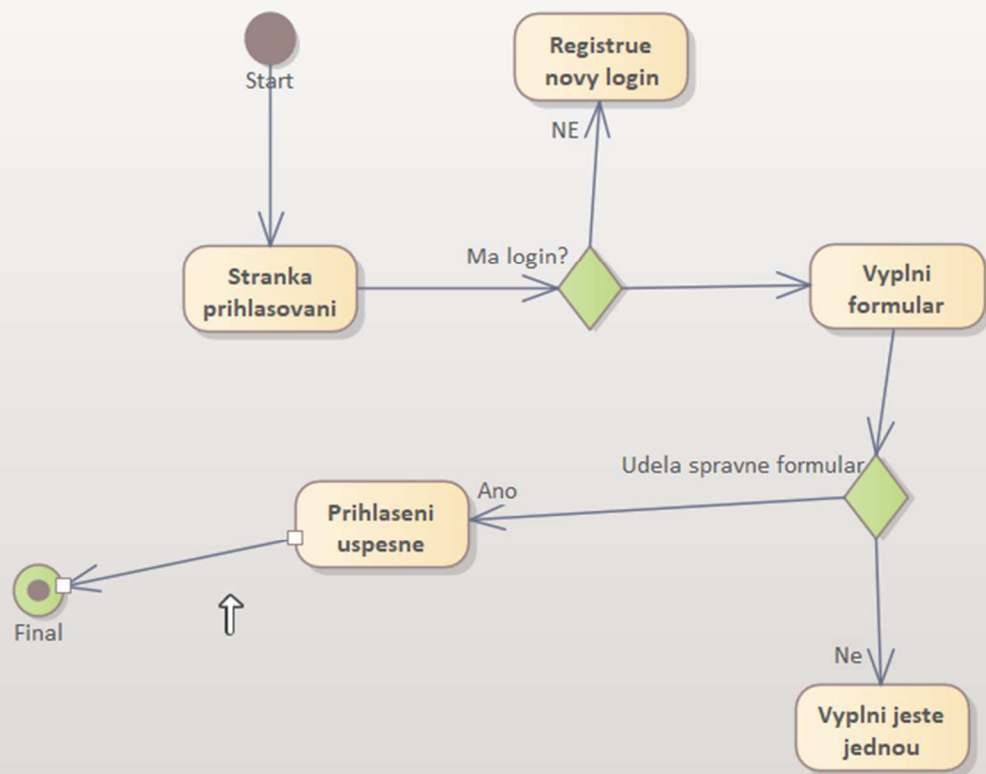 Start
Registrue
novy login
NE
Stranka
prihlasovani
Ma login?
Vyplni
formular
Udela spravne formular
Ano
Prihlaseni
uspesne
Final
Ne
Vyplni jeste
jednou